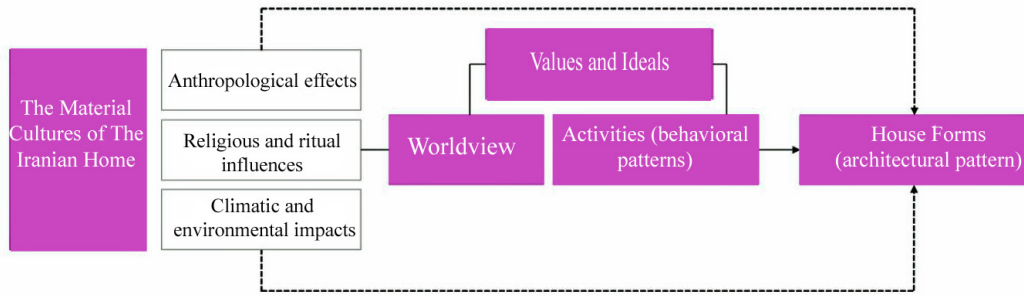 The Material
Cultures of The
Iranian Home
Anthropological effects
Religious and ritual
influences
Climatic and
environmental impacts
Values and Ideals
Worldview
Activities (behavioral
patterns)
House Forms
(architectural pattern)